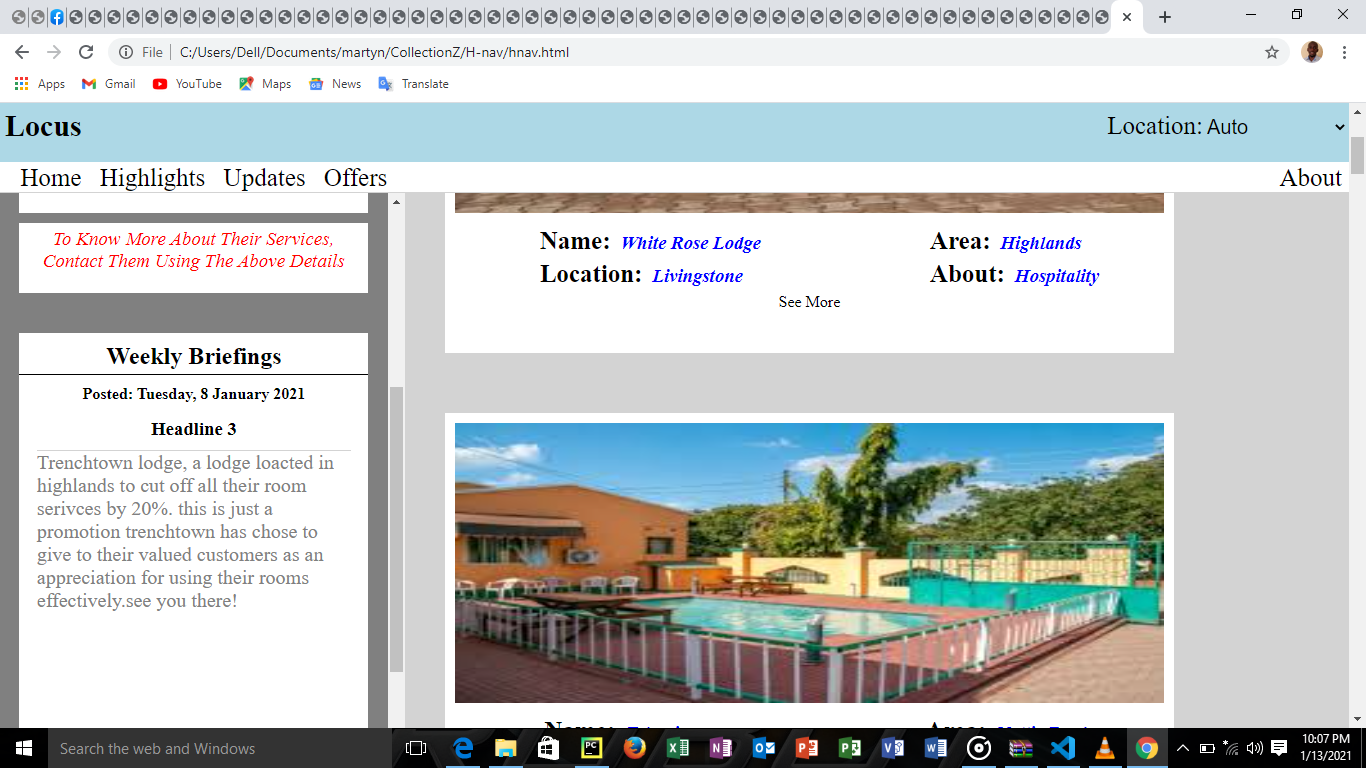 File C:/Users/Dell/Documents/martyn/CollectionZ/H-nav/hnav.html
Apps Gmail YouTube Maps News Translate
Locus
Location: Auto
Home Highlights Updates Offers About
To Know More About Their Services,
Contact Them Using The Above Details
Weekly Briefings
Posted: Tuesday, 8 January 2021
Headline 3
Trenchtown lodge, a lodge loacted in
highlands to cut off all their room
serivces by 20%. this is just a
promotion trenchtown has chose to
give to their valued customers as an
appreciation for using their rooms
effectively.see you there!
Name: White Rose Lodge Area: Highlands
Location: Livingstone About: Hospitality
See More
Name: Area:
Search the web and Windows
10:07 PM
1/13/2021